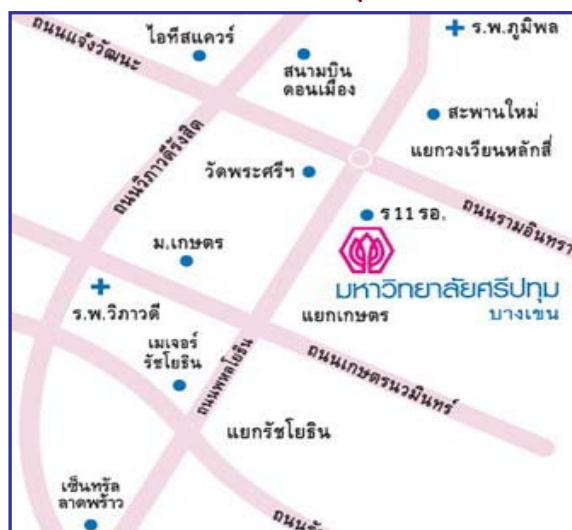 ถนนแจ้งวัฒนะ
ไอทีสแควร์
ร.พ.ภูมิพล
สนามบิน
ดอนเมือง
สะพานใหม่
แยกวงเวียนหลักสี่
ถนนวิภาวดีรังสิต
วัดพระศรีฯ
ถนนรามอินทรา
ร 11 รอ.
ม.เกษตร
มหาวิทยาลัยศรีปทุม
บางเขน
ร.พ.วิภาวดี
แยกเกษตร
เมเจอร์
รัชโยธิน
ถนนพหลโยธิน
ถนนเกษตรนวมินทร์
แยกรัชโยธิน
เซ็นทรัล
ลาดพร้าว